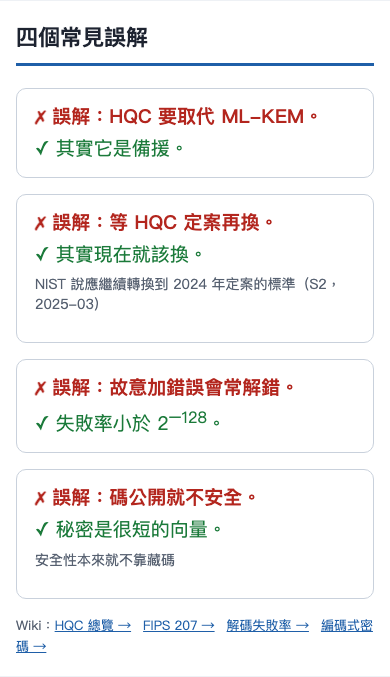 四個常見誤解
✗ 誤解：HQC 要取代 ML-KEM。
✓ 其實它是備援。
✗ 誤解：等 HQC 定案再換。
✓ 其實現在就該換。
NIST 說應繼續轉換到 2024 年定案的標準（S2，
2025-03）
✗ 誤解：故意加錯誤會常解錯。
✓ 失敗率小於 2⁻¹²⁸。
✗ 誤解：碼公開就不安全。
✓ 秘密是很短的向量。
安全性本來就不靠藏碼
Wiki：HQC 總覽 → FIPS 207 → 解碼失敗率 → 編碼式密
碼 →